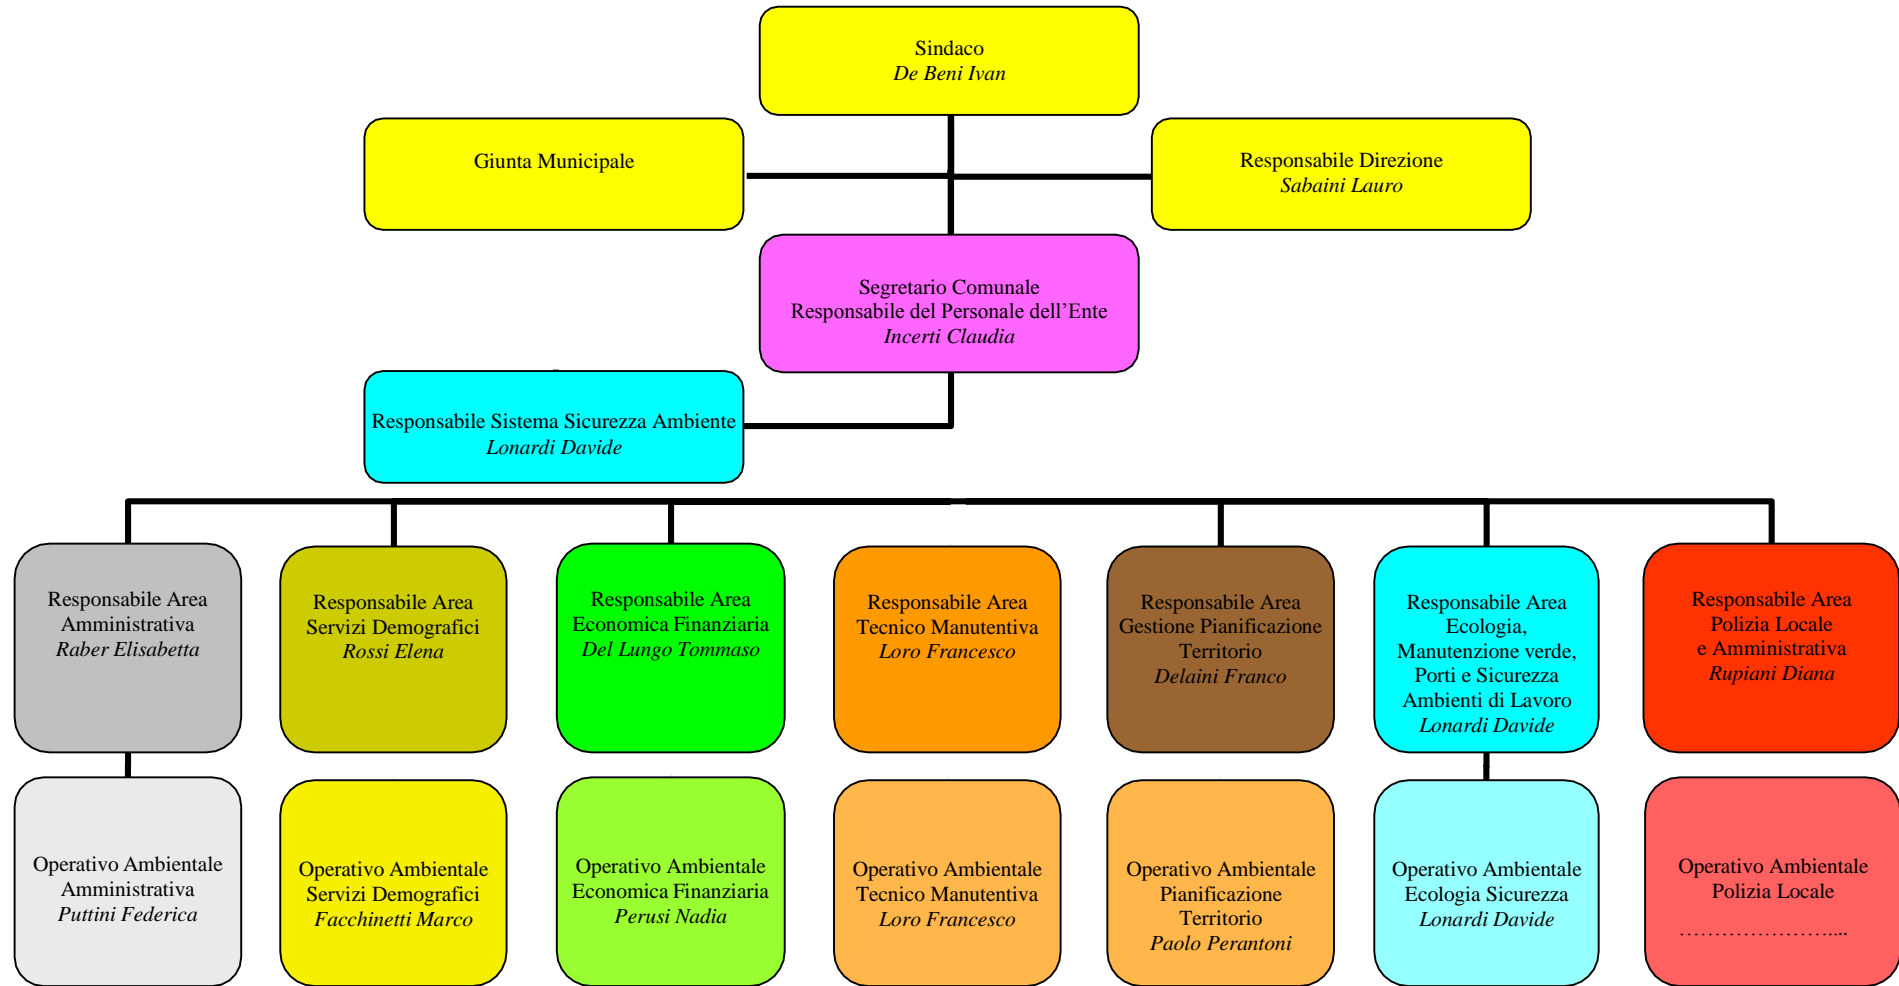 Sindaco
De Beni Ivan
Giunta Municipale
Responsabile Direzione
Sabaini Lauro
Segretario Comunale
Responsabile del Personale dell’Ente
Incerti Claudia
Responsabile Sistema Sicurezza Ambiente
Lonardi Davide
Responsabile Area
Amministrativa
Raber Elisabetta
Responsabile Area
Servizi Demografici
Rossi Elena
Responsabile Area
Economica Finanziaria
Del Lungo Tommaso
Responsabile Area
Tecnico Manutentiva
Loro Francesco
Responsabile Area
Gestione Pianificazione
Territorio
Delaini Franco
Responsabile Area
Ecologia,
Manutenzione verde,
Porti e Sicurezza
Ambienti di Lavoro
Lonardi Davide
Responsabile Area
Polizia Locale
e Amministrativa
Rupiani Diana
Operativo Ambientale
Amministrativa
Puttini Federica
Operativo Ambientale
Servizi Demografici
Facchinetti Marco
Operativo Ambientale
Economica Finanziaria
Perusi Nadia
Operativo Ambientale
Tecnico Manutentiva
Loro Francesco
Operativo Ambientale
Pianificazione
Territorio
Paolo Perantoni
Operativo Ambientale
Ecologia Sicurezza
Lonardi Davide
Operativo Ambientale
Polizia Locale
…………………....